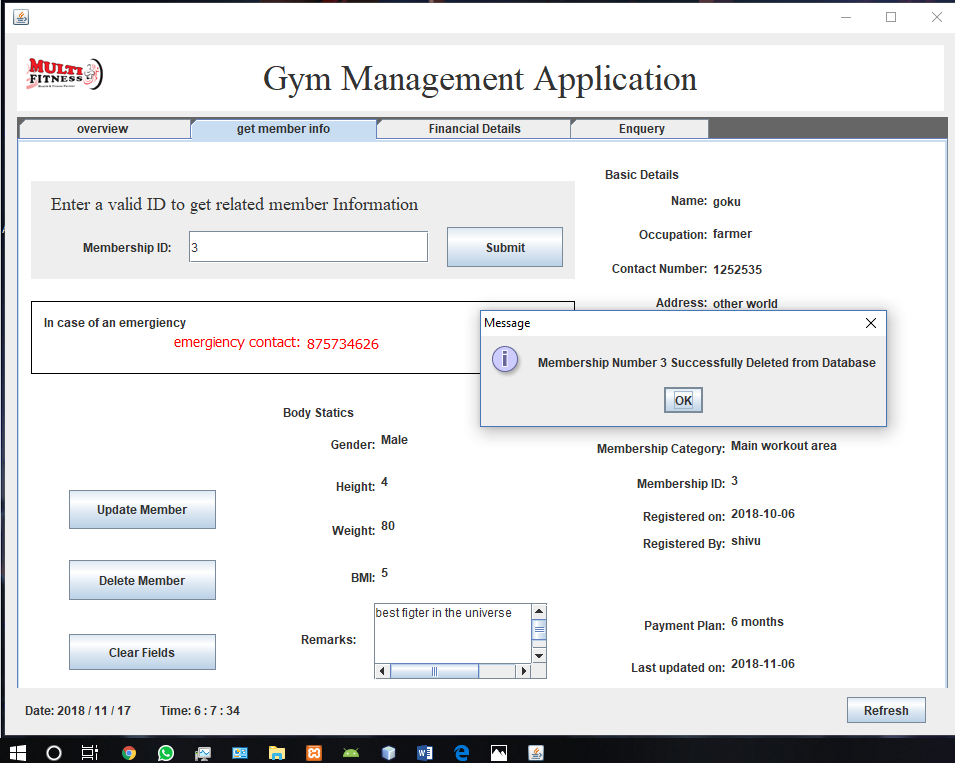 MULTI
FITNESS
Gym Management Application
overview
get member info
Financial Details
Enquery
Enter a valid ID to get related member Information
Membership ID: 3
Submit
In case of an emergiency
emergiency contact: 875734626
Basic Details
Name: goku
Occupation: farmer
Contact Number: 1252535
Address: other world
Message
Membership Number 3 Successfully Deleted from Database
OK
Body Statics
Gender: Male
Height: 4
Weight: 80
BMI: 5
Remarks: best figter in the universe
Update Member
Delete Member
Clear Fields
Membership Category: Main workout area
Membership ID: 3
Registered on: 2018-10-06
Registered By: shivu
Payment Plan: 6 months
Last updated on: 2018-11-06
Date: 2018 / 11 / 17
Time: 6 : 7 : 34
Refresh